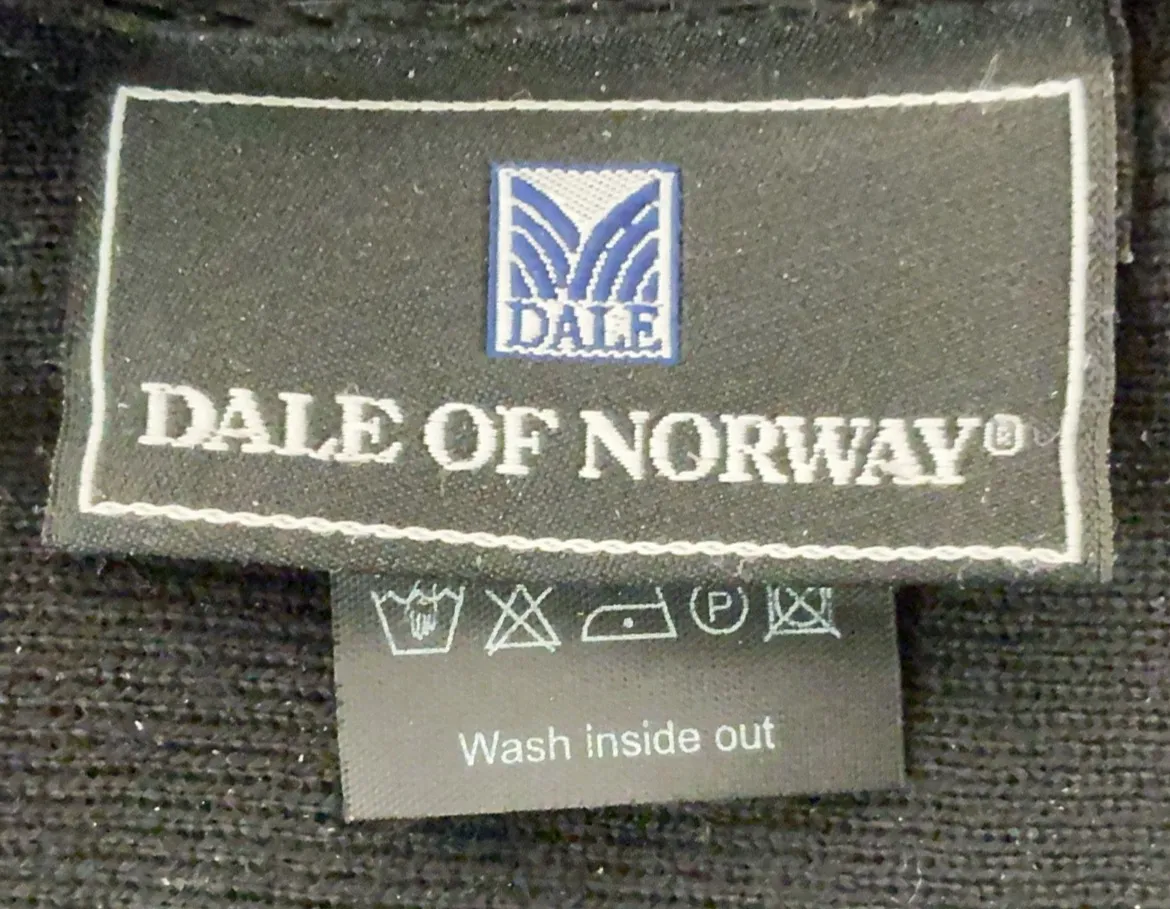 DALE
DALE OF NORWAY®
P
Wash inside out